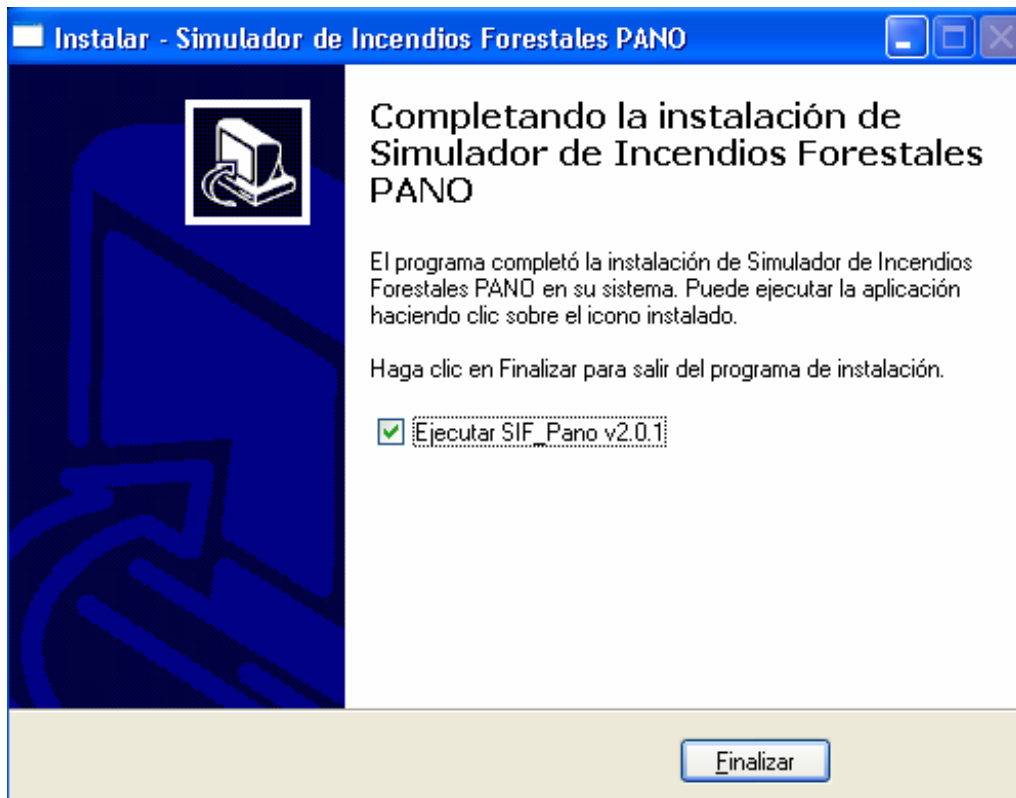 Instalar - Simulador de Incendios Forestales PANO
Completando la instalación de
Simulador de Incendios Forestales
PANO
El programa completó la instalación de Simulador de Incendios
Forestales PANO en su sistema. Puede ejecutar la aplicación
haciendo clic sobre el icono instalado.
Haga clic en Finalizar para salir del programa de instalación.
Ejecutar SIF_Pano v2.0.1
Finalizar